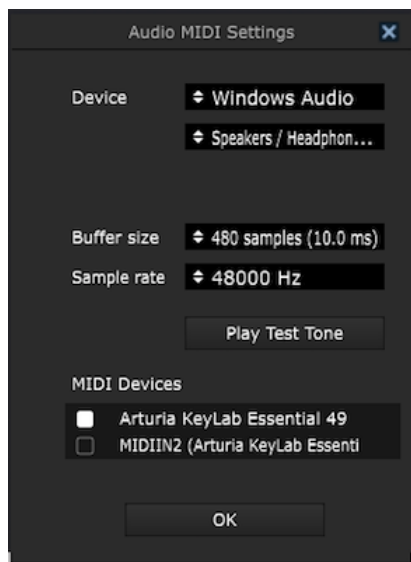 Audio MIDI Settings
Device
Windows Audio
Speakers / Headphon...
Buffer size
480 samples (10.0 ms)
Sample rate
48000 Hz
Play Test Tone
MIDI Devices
Arturia KeyLab Essential 49
MIDIIN2 (Arturia KeyLab Essenti
OK